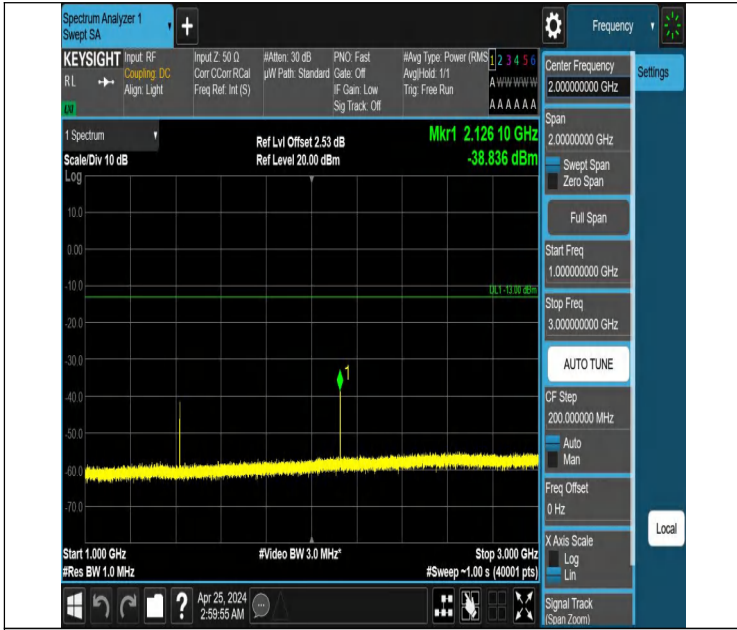 Spectrum Analyzer 1
Swept SA
+
Frequency
KEYSIGHT
RL
LXI
Input: RF
Coupling: DC
Align: Light
Input Z: 50 Ω
Corr CCorr RCal
Freq Ref: Int (S)
#Atten: 30 dB
µW Path: Standard
PNO: Fast
Gate: Off
IF Gain: Low
Sig Track: Off
#Avg Type: Power (RMS
Avg|Hold: 1/1
Trig: Free Run
1 2 3 4 5 6
A W W W W W
A A A A A A
Center Frequency
2.000000000 GHz
Settings
1 Spectrum
Scale/Div 10 dB
Log
Ref Lvl Offset 2.53 dB
Ref Level 20.00 dBm
Mkr1 2.126 10 GHz
-38.836 dBm
Span
2.00000000 GHz
Swept Span
Zero Span
Full Span
Start Freq
1.000000000 GHz
Stop Freq
3.000000000 GHz
AUTO TUNE
CF Step
200.000000 MHz
Auto
Man
Freq Offset
0 Hz
X Axis Scale
Log
Lin
Signal Track
(Span Zoom)
Local
10.0
0.00
-10.0
DL1 -13.00 dBm
-20.0
-30.0
1
-40.0
-50.0
-60.0
-70.0
Start 1.000 GHz
#Res BW 1.0 MHz
#Video BW 3.0 MHz*
Stop 3.000 GHz
#Sweep ~1.00 s (40001 pts)
?
Apr 25, 2024
2:59:55 AM